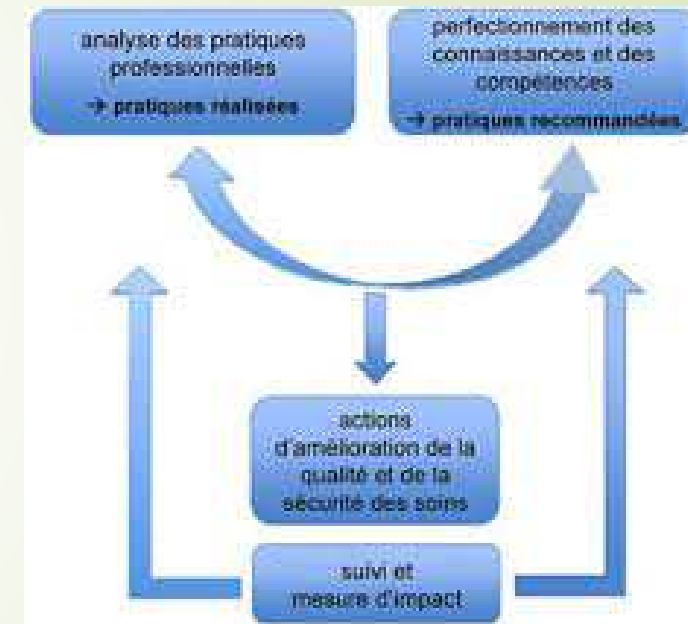 analyse des pratiques
professionnelles
→ pratiques réalisées
perfectionnement des
connaissances et des
compétences
→ pratiques recommandées
actions
d'amélioration de la
qualité et de la
sécurité des soins
suivi et
mesure d'impact